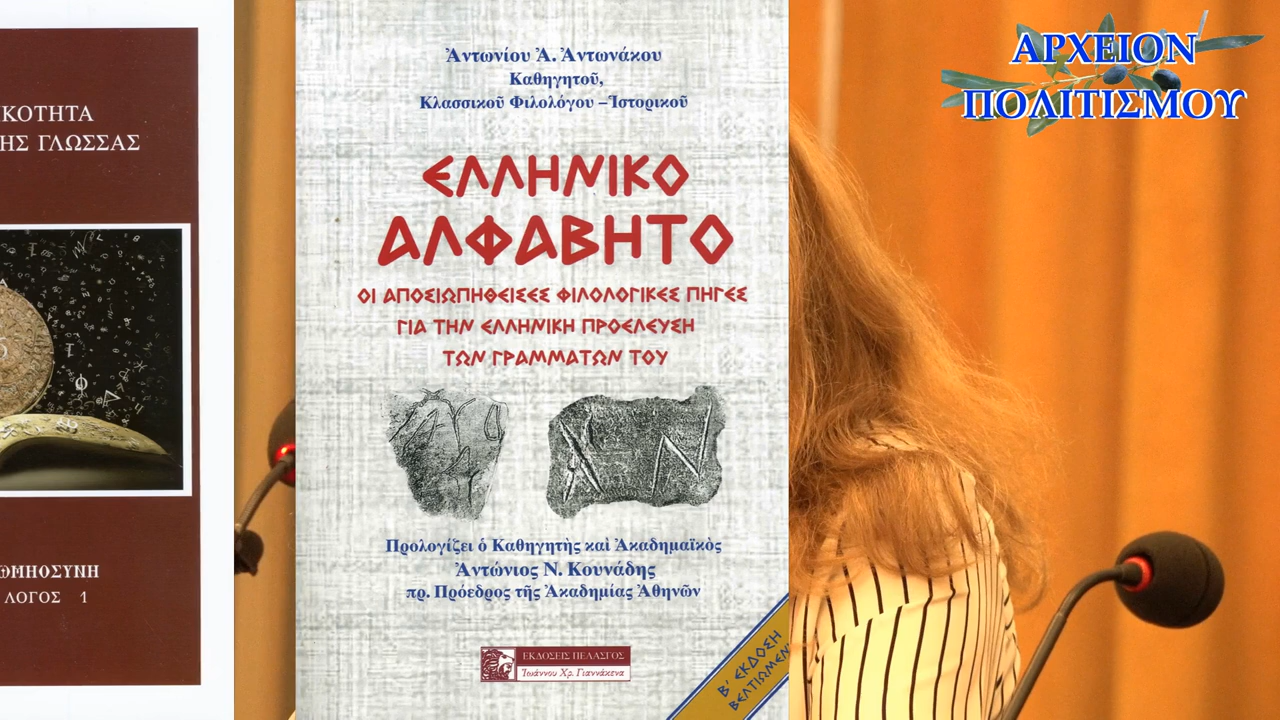 ΑΡΧΕΙΟΝ
ΠΟΛΙΤΙΣΜΟΥ
ΚΟΤΗΤΑ
ΗΣ ΓΛΩΣΣΑΣ
ΩΜΗΟΣΥΝΗ
ΛΟΓΟΣ 1
Ἀντωνίου Ἀ. Ἀντωνάκου
Καθηγητοῦ,
Κλασσικοῦ Φιλολόγου –Ἱστορικοῦ
ΕΛΛΗΝΙΚΟ
ΑΛΦΑΒΗΤΟ
ΟΙ ΑΠΟΣΙΩΠΗΘΕΙΣΕΣ ΦΙΛΟΛΟΓΙΚΕΣ ΠΗΓΕΣ
ΓΙΑ ΤΗΝ ΕΛΛΗΝΙΚΗ ΠΡΟΕΛΕΥΣΗ
ΤΩΝ ΓΡΑΜΜΑΤΩΝ ΤΟΥ
Προλογίζει ὁ Καθηγητὴς καὶ Ἀκαδημαϊκὸς
Ἀντώνιος Ν. Κουνάδης
πρ. Πρόεδρος τῆς Ἀκαδημίας Ἀθηνῶν
ΕΚΔΟΣΕΙΣ ΠΕΛΑΣΓΟΣ
Ἰωάννου Χρ. Γιαννάκενα
Β' ΕΚΔΟΣΗ
ΒΕΛΤΙΩΜΕΝ